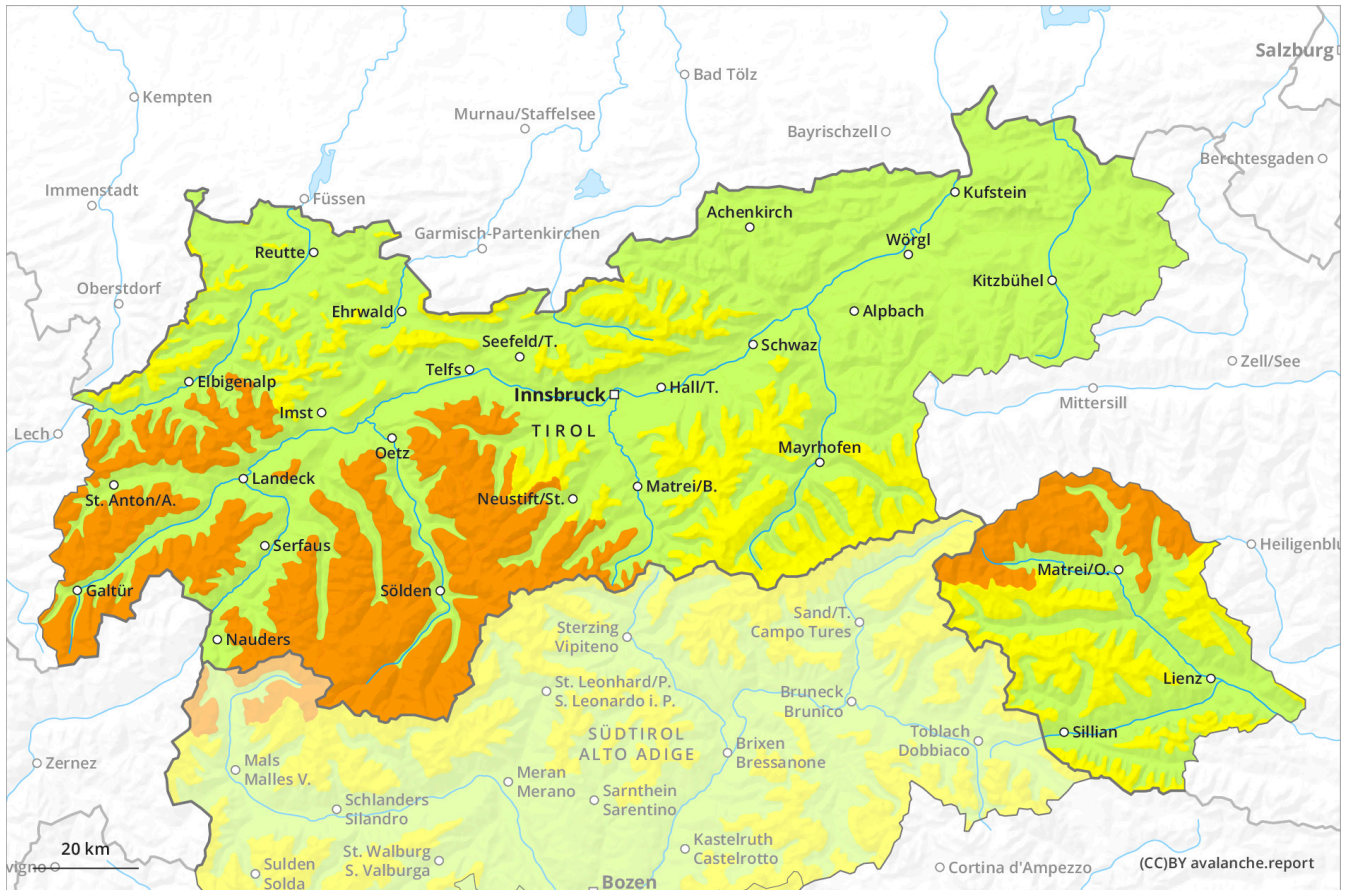 Salzburg
Bad Tölz
Kempten
Murnau/Staffelsee
Bayrischzell
Berchtesgaden
Immenstadt
Füssen
Kufstein
Achenkirch
Garmisch-Partenkirchen
Wörgl
Reutte
Kitzbühel
Oberstdorf
Ehrwald
Alpbach
Seefeld/T.
Schwaz
Zell/See
Telfs
Elbigenalp
Hall/T.
Innsbruck
Mittersill
Imst
TIROL
Lech
Mayrhofen
Oetz
Landeck
Matrei/B.
St. Anton/A.
Neustift/St.
Serfaus
Matrei/O.
Galtür
Sölden
Sand/T.
Campo Tures
Sterzing
Vipiteno
Nauders
Lienz
St. Leonhard/P.
S. Leonardo i. P.
Bruneck
Brunico
SÜDTIROL
ALTO ADIGE
Toblach
Dobbiaco
Sillian
Brixen
Bressanone
Zernez
Mals
Malles V.
Meran
Merano
Sarnthein
Sarentino
Schlanders
Silandro
Kastelruth
Castelrotto
20 km
St. Walburg
S. Valburga
Sulden
Solda
Cortina d'Ampezzo
(CC)BY avalanche.report
Bozen